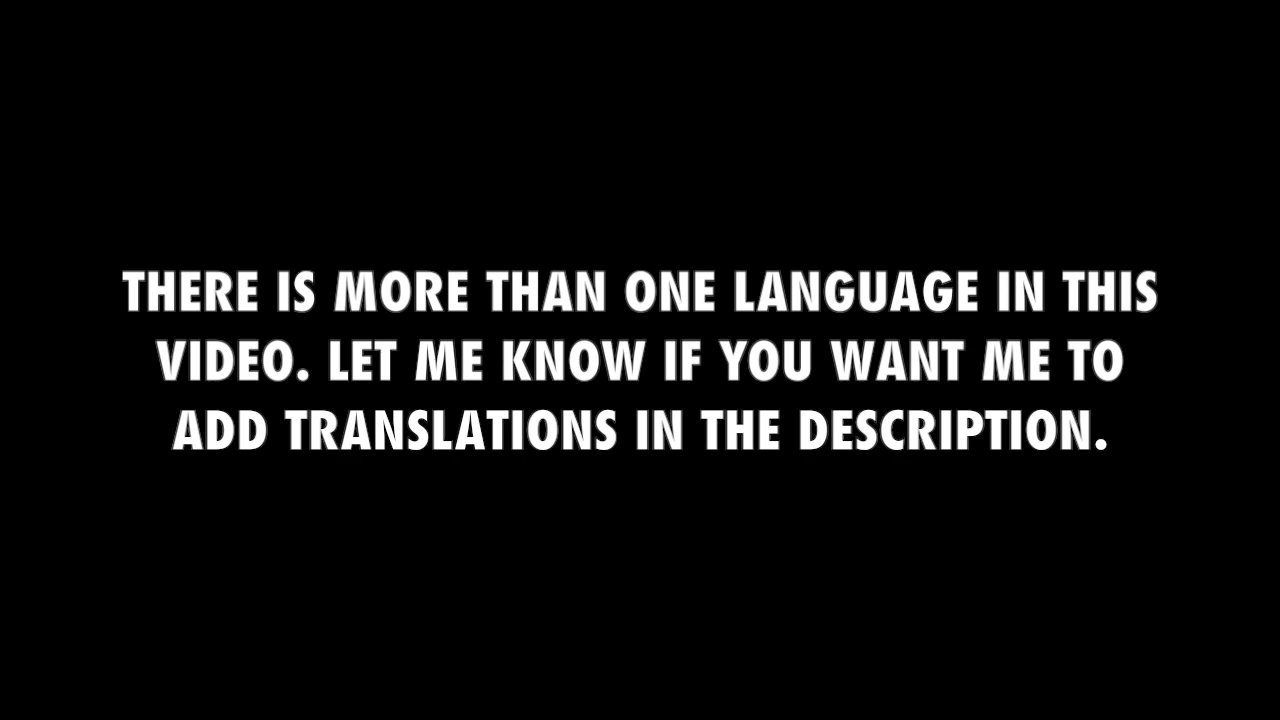 THERE IS MORE THAN ONE LANGUAGE IN THIS
VIDEO. LET ME KNOW IF YOU WANT ME TO
ADD TRANSLATIONS IN THE DESCRIPTION.